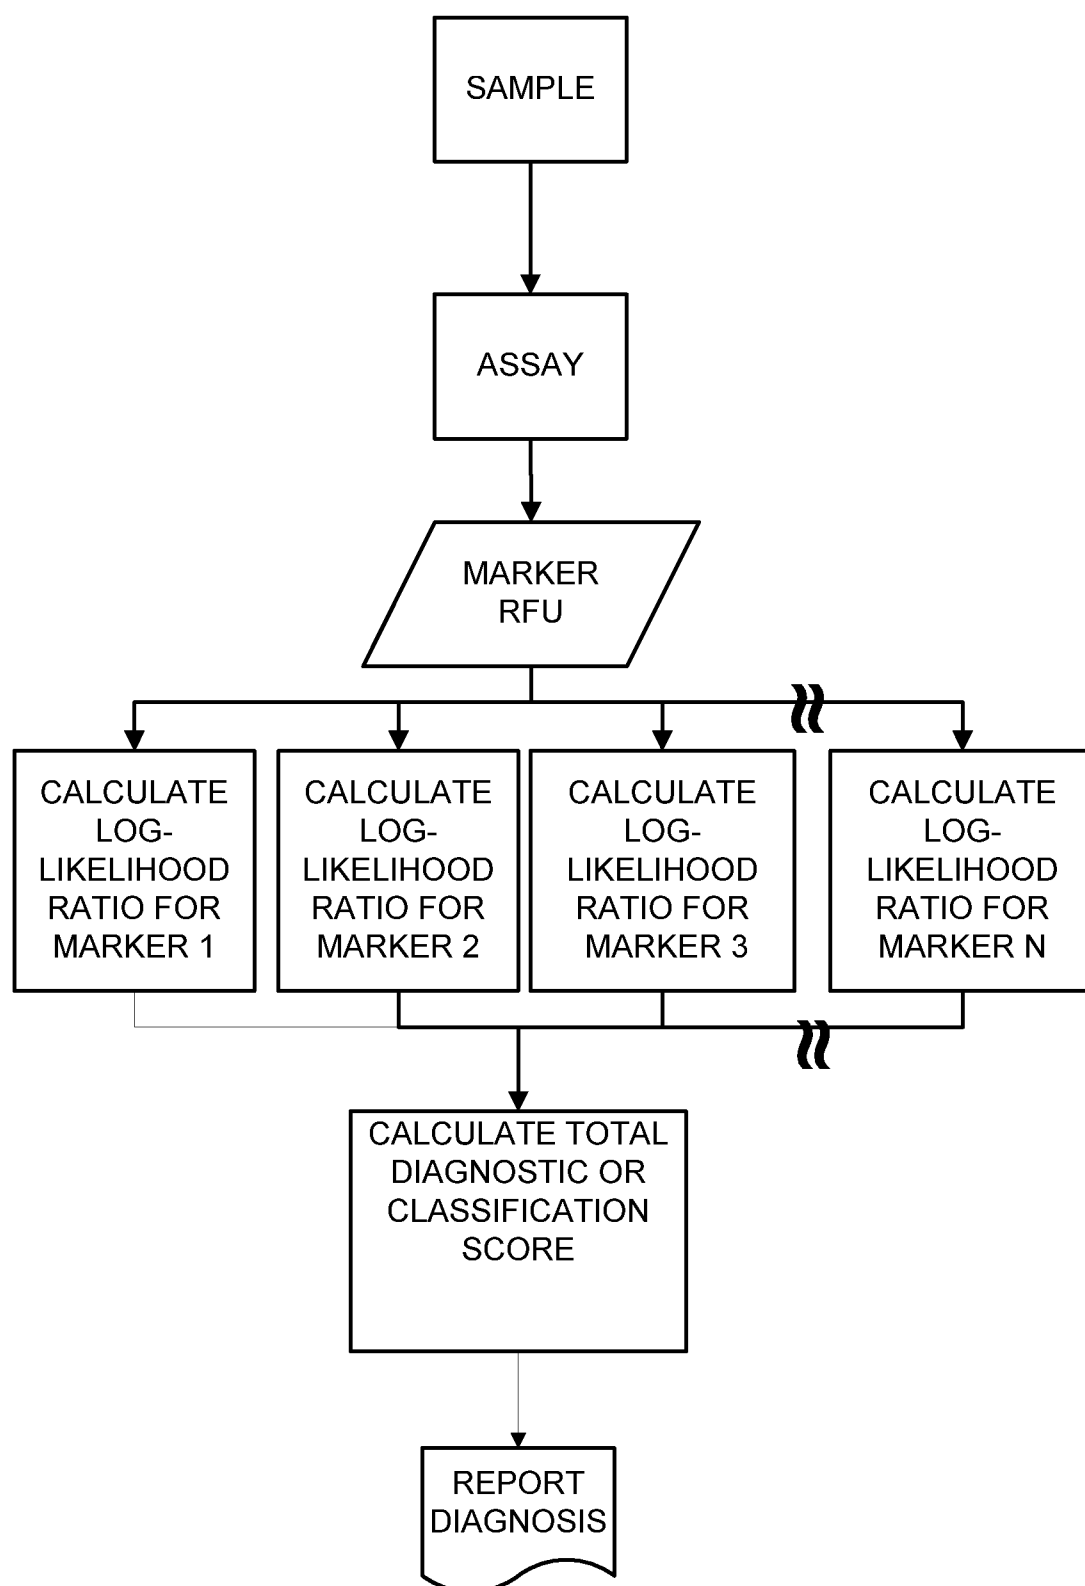 SAMPLE
ASSAY
MARKER
RFU
CALCULATE
LOG-
LIKELIHOOD
RATIO FOR
MARKER 1
CALCULATE
LOG-
LIKELIHOOD
RATIO FOR
MARKER 2
CALCULATE
LOG-
LIKELIHOOD
RATIO FOR
MARKER 3
CALCULATE
LOG-
LIKELIHOOD
RATIO FOR
MARKER N
CALCULATE TOTAL
DIAGNOSTIC OR
CLASSIFICATION
SCORE
REPORT
DIAGNOSIS